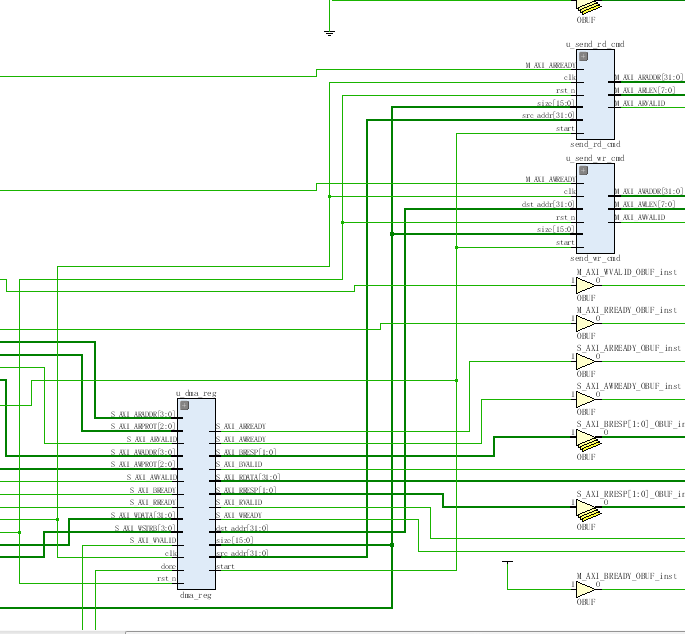 OBUF
u_send_rd_cmd
M_AXI_ARREADY
clk
rst_n
size[15:0]
src_addr[31:0]
start
M_AXI_ARADDR[31:0]
M_AXI_ARLEN[7:0]
M_AXI_ARVALID
send_rd_cmd
u_send_wr_cmd
M_AXI_AWREADY
clk
dst_addr[31:0]
rst_n
size[15:0]
start
M_AXI_AWADDR[31:0]
M_AXI_AWLEN[7:0]
M_AXI_AWVALID
send_wr_cmd
M_AXI_WVALID_OBUF_inst
I
O
OBUF
M_AXI_RREADY_OBUF_inst
I
O
OBUF
S_AXI_ARREADY_OBUF_inst
I
O
OBUF
S_AXI_AWREADY_OBUF_inst
I
O
OBUF
S_AXI_BRESP[1:0]_OBUF_in
I
O
OBUF
S_AXI_RRESP[1:0]_OBUF_in
I
O
OBUF
M_AXI_BREADY_OBUF_inst
I
O
OBUF
u_dma_reg
S_AXI_ARADDR[3:0]
S_AXI_ARPROT[2:0]
S_AXI_ARVALID
S_AXI_AWADDR[3:0]
S_AXI_AWPROT[2:0]
S_AXI_AWVALID
S_AXI_BREADY
S_AXI_RREADY
S_AXI_WDATA[31:0]
S_AXI_WSTRB[3:0]
S_AXI_WVALID
clk
done
rst_n
S_AXI_ARREADY
S_AXI_AWREADY
S_AXI_BRESP[1:0]
S_AXI_BVALID
S_AXI_RDATA[31:0]
S_AXI_RRESP[1:0]
S_AXI_RVALID
S_AXI_WREADY
dst_addr[31:0]
size[15:0]
src_addr[31:0]
start
dma_reg